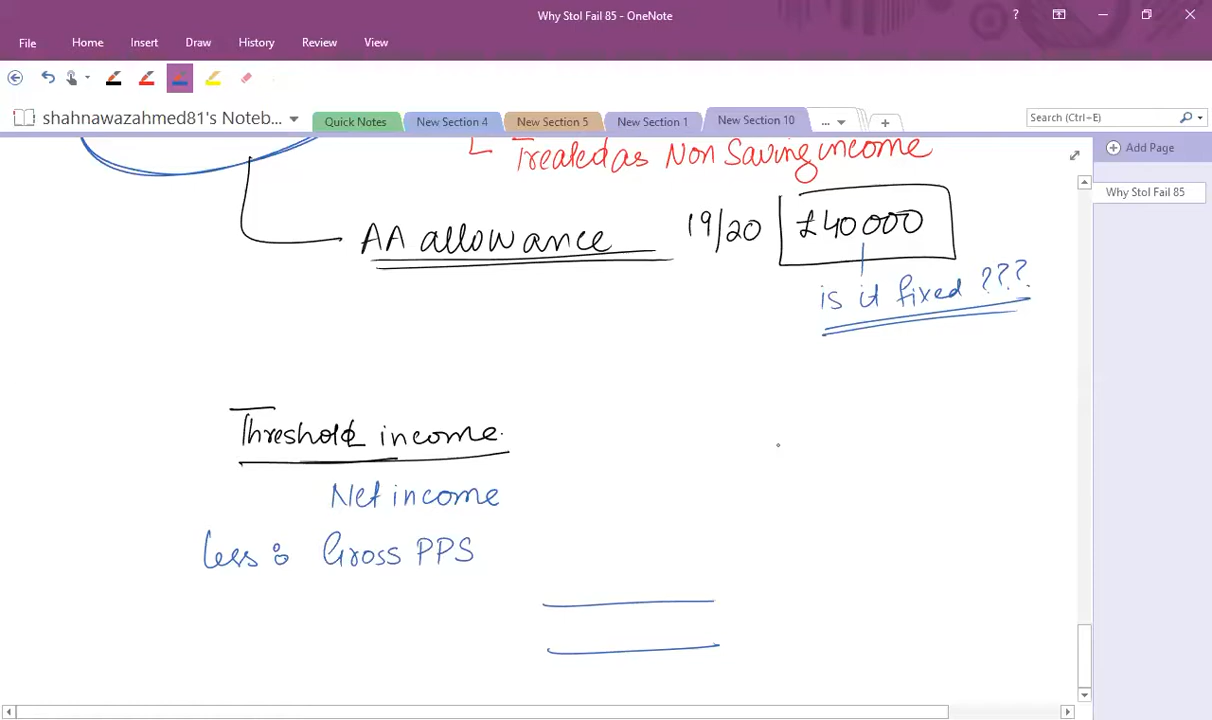 Why Stol Fail 85 - OneNote
?
File Home Insert Draw History Review View
shahnawazahmed81's Noteb...
Quick Notes
New Section 4
New Section 5
New Section 1
New Section 10
...
Search (Ctrl+E)
Add Page
Why Stol Fail 85
Treated as Non Saving income
AA allowance 19/20 £40000
is it fixed ???
Threshold income
Net income
Less: Gross PPS